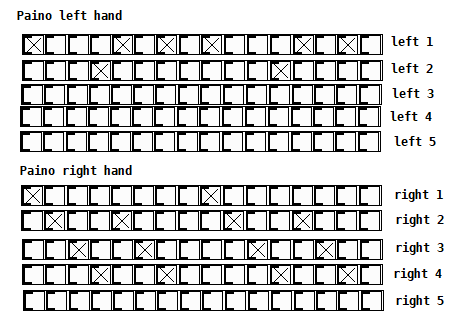 Paino left hand
left 1
left 2
left 3
left 4
left 5
Paino right hand
right 1
right 2
right 3
right 4
right 5